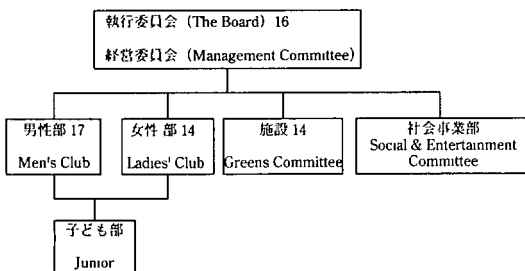 執行委員会 (The Board) 16
経営委員会 (Management Committee)
男性部 17
Men's Club
女性 部 14
Ladies' Club
施設 14
Greens Committee
社会事業部
Social & Entertainment
Committee
子ども部
Junior